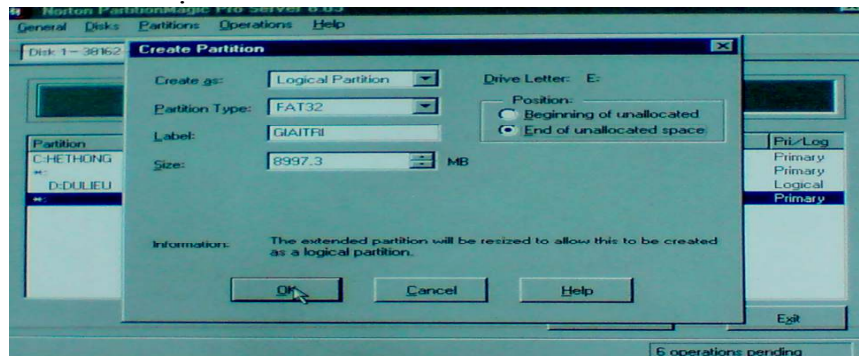 Norton PartitionMagic Pro Server 8.05
General Disks Partitions Operations Help
Disk 1 - 38162
Create Partition
Create as: Logical Partition Drive Letter: E:
Partition Type: FAT32 Position:
Beginning of unallocated
Label: GIAITRI End of unallocated space
Size: 8997.3 MB
Partition Pri/Log
C:HETHONG Primary
*: Primary
D:DULIEU Logical
*: Primary
Information: The extended partition will be resized to allow this to be created
as a logical partition.
OK Cancel Help
Exit
6 operations pending